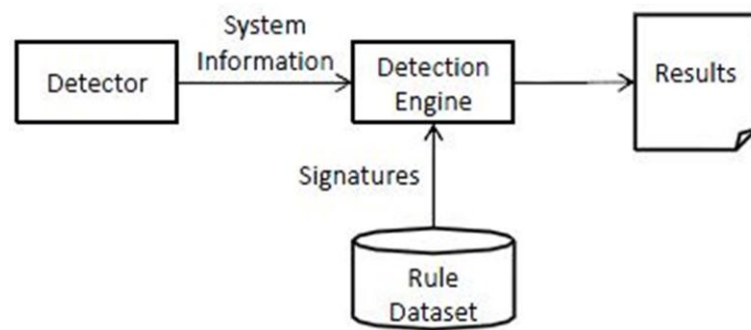 System
Information
Detector
Detection
Engine
Results
Signatures
Rule
Dataset